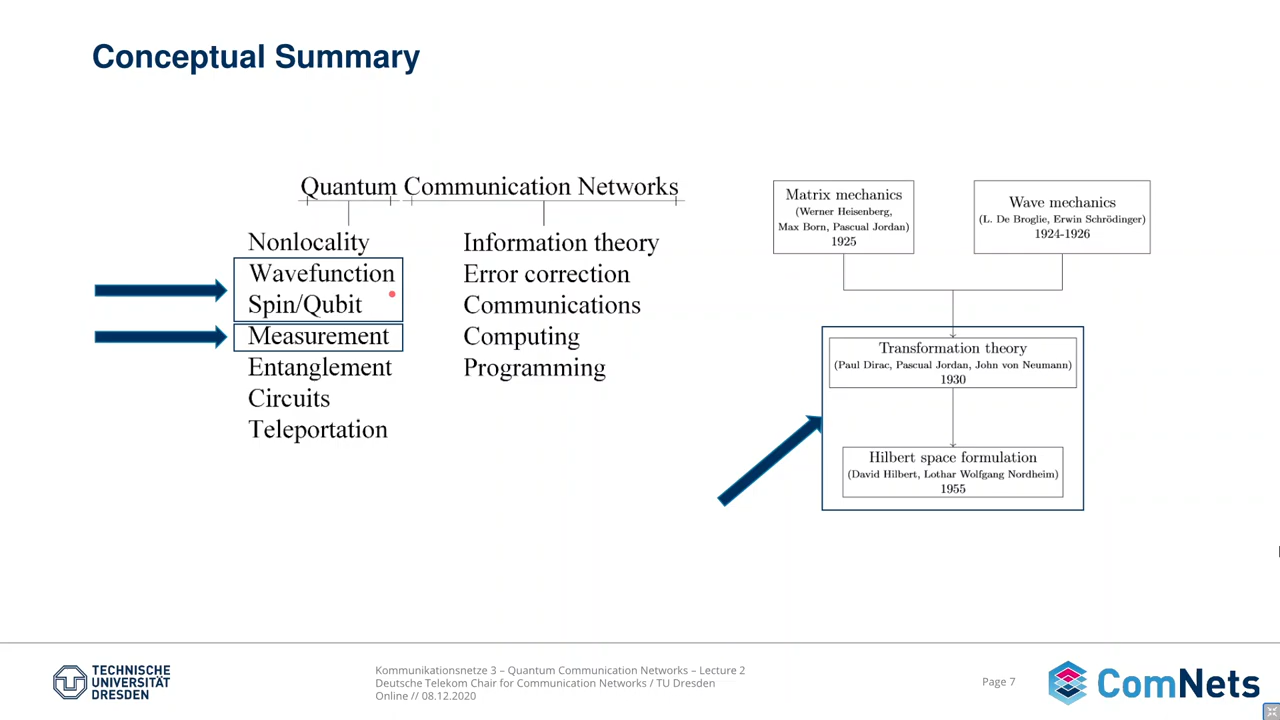 Conceptual Summary
Quantum Communication Networks
Nonlocality
Wavefunction
Spin/Qubit
Measurement
Entanglement
Circuits
Teleportation
Information theory
Error correction
Communications
Computing
Programming
Matrix mechanics
(Werner Heisenberg,
Max Born, Pascual Jordan)
1925
Wave mechanics
(L. De Broglie, Erwin Schrödinger)
1924-1926
Transformation theory
(Paul Dirac, Pascual Jordan, John von Neumann)
1930
Hilbert space formulation
(David Hilbert, Lothar Wolfgang Nordheim)
1955
TECHNISCHE
UNIVERSITÄT
DRESDEN
Kommunikationsnetze 3 – Quantum Communication Networks – Lecture 2
Deutsche Telekom Chair for Communication Networks / TU Dresden
Online // 08.12.2020
Page 7
ComNets